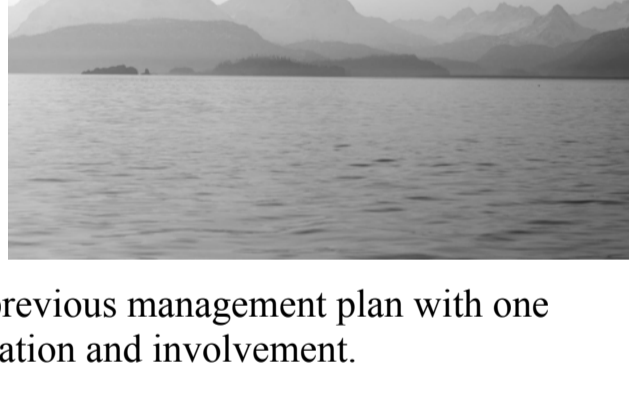 previous management plan with one
ation and involvement.